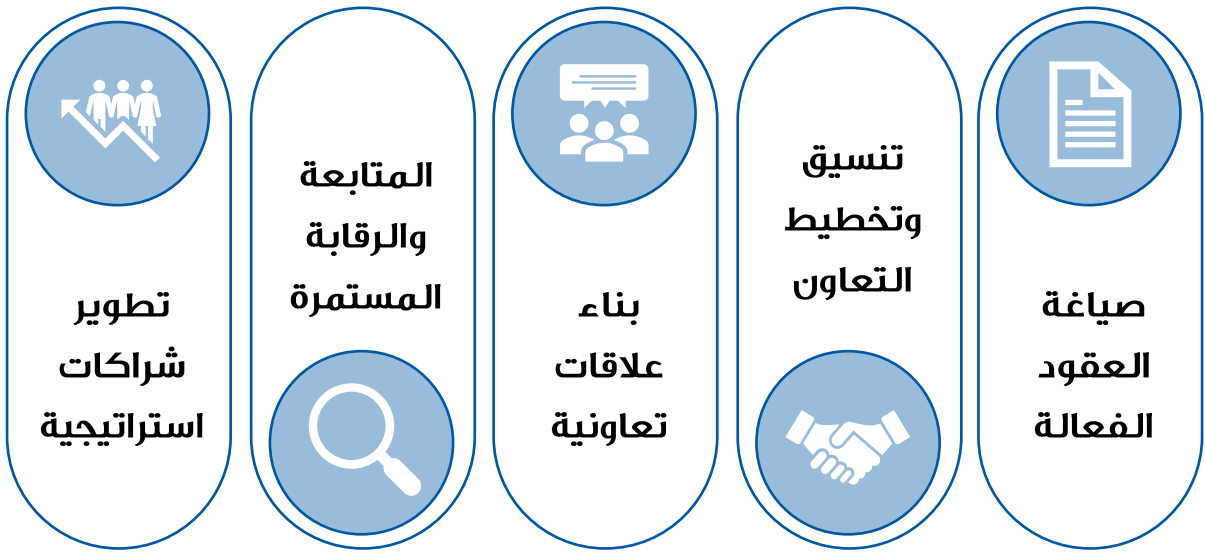 صياغة
العقود
الفعالة
تنسيق
وتخطيط
التعاون
بناء
علاقات
تعاونية
المتابعة
والرقابة
المستمرة
تطوير
شراكات
استراتيجية